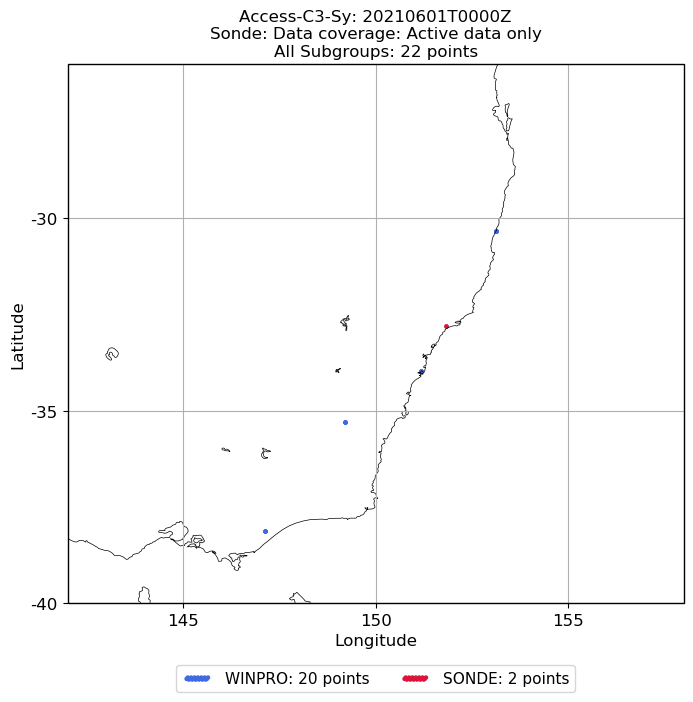 Access-C3-Sy: 20210601T0000Z
Sonde: Data coverage: Active data only
All Subgroups: 22 points
-30
-35
-40
Latitude
145
150
155
Longitude
WINPRO: 20 points
SONDE: 2 points